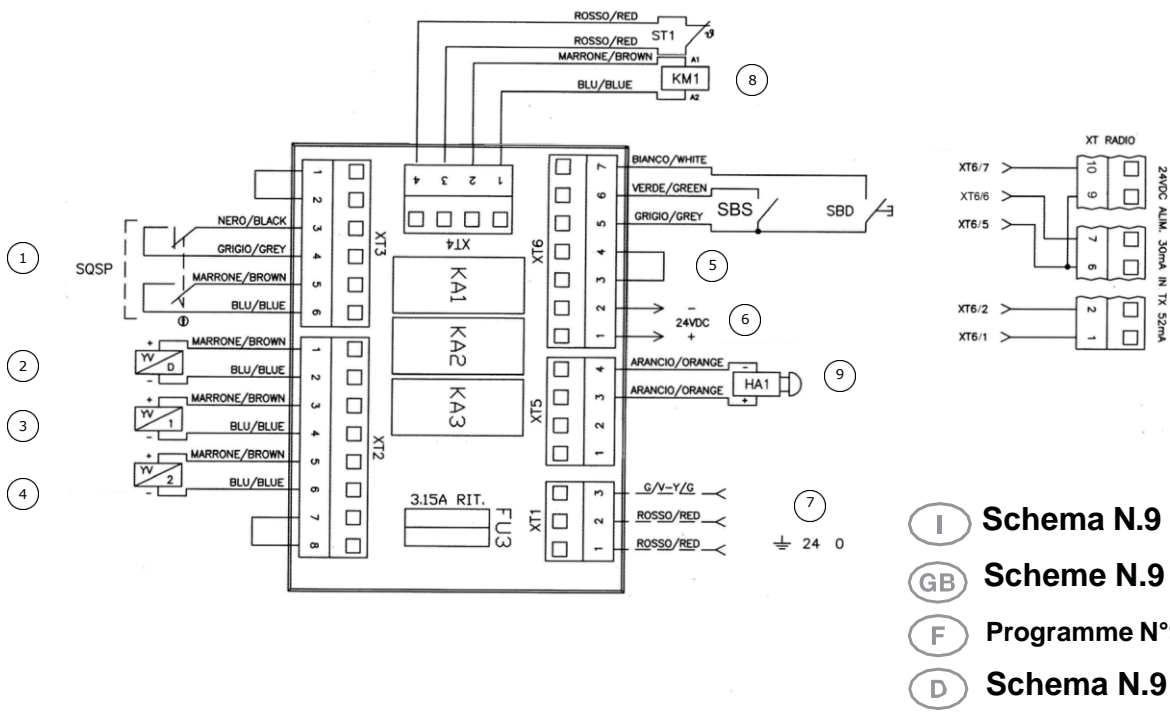 ROSSO/RED
ST1
ϑ
ROSSO/RED
MARRONE/BROWN
A1
KM1
8
BLU/BLUE
A2
4 3 2 1
XT4
1
2
NERO/BLACK
3
GRIGIO/GREY
4
MARRONE/BROWN
5
BLU/BLUE
6
XT3
1
SQSP
KA1
KA2
KA3
7
BIANCO/WHITE
6
VERDE/GREEN
5
GRIGIO/GREY
4
3
2
1
XT6
SBS
SBD
5
−
24VDC
+
6
2
+
YV
D
−
MARRONE/BROWN
1
BLU/BLUE
2
3
+
YV
1
−
MARRONE/BROWN
3
BLU/BLUE
4
4
+
YV
2
−
MARRONE/BROWN
5
BLU/BLUE
6
7
8
XT2
4
ARANCIO/ORANGE
3
ARANCIO/ORANGE
2
1
XT5
−
HA1
+
9
3.15A RIT.
FU3
XT1
3
G/V-Y/G
2
ROSSO/RED
1
ROSSO/RED
7
24 0
XT RADIO
XT6/7
10
XT6/6
9
XT6/5
7
6
XT6/2
2
XT6/1
1
24VDC ALIM. 30mA IN TX 52mA
I Schema N.9
GB Scheme N.9
F Programme N°
D Schema N.9